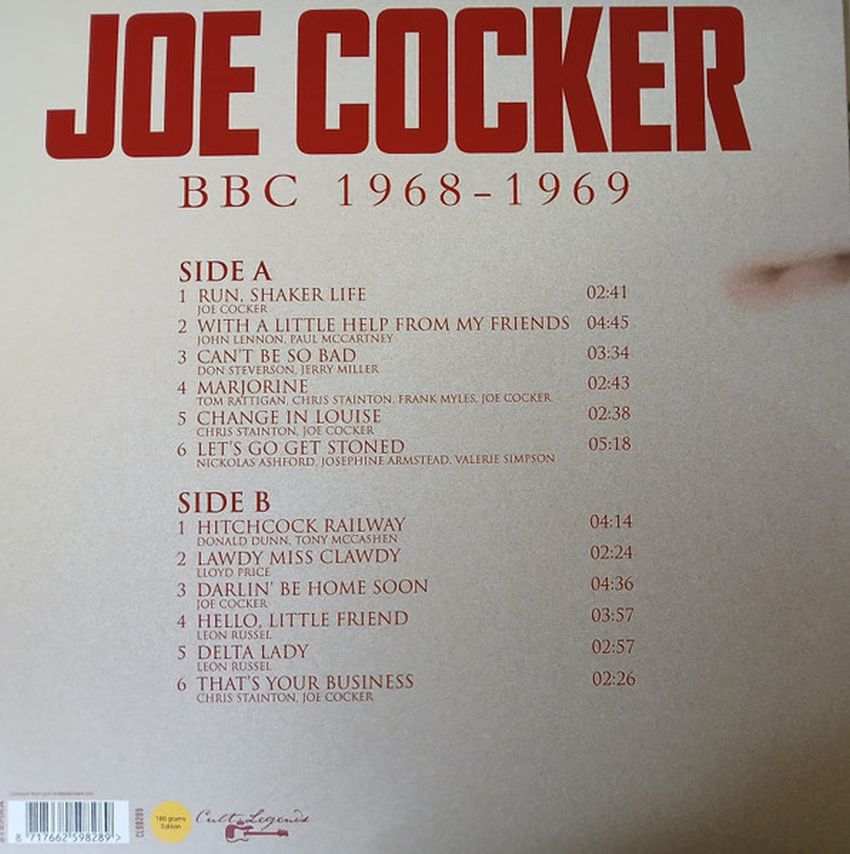 JOE COCKER
BBC 1968-1969
SIDE A
1 RUN, SHAKER LIFE 02:41
JOE COCKER
2 WITH A LITTLE HELP FROM MY FRIENDS 04:45
JOHN LENNON, PAUL MCCARTNEY
3 CAN'T BE SO BAD 03:34
DON STEVERSON, JERRY MILLER
4 MARJORINE 02:43
TOM RATTIGAN, CHRIS STAINTON, FRANK MYLES, JOE COCKER
5 CHANGE IN LOUISE 02:38
CHRIS STAINTON, JOE COCKER
6 LET'S GO GET STONED 05:18
NICKOLAS ASHFORD, JOSEPHINE ARMSTEAD, VALERIE SIMPSON
SIDE B
1 HITCHCOCK RAILWAY 04:14
DONALD DUNN, TONY MCCASHEN
2 LAWDY MISS CLAWDY 02:24
LLOYD PRICE
3 DARLIN' BE HOME SOON 04:36
JOE COCKER
4 HELLO, LITTLE FRIEND 03:57
LEON RUSSEL
5 DELTA LADY 02:57
LEON RUSSEL
6 THAT'S YOUR BUSINESS 02:26
CHRIS STAINTON, JOE COCKER
8 717662 598289 >
CL98289
180 grams
Edition
Cult Legends